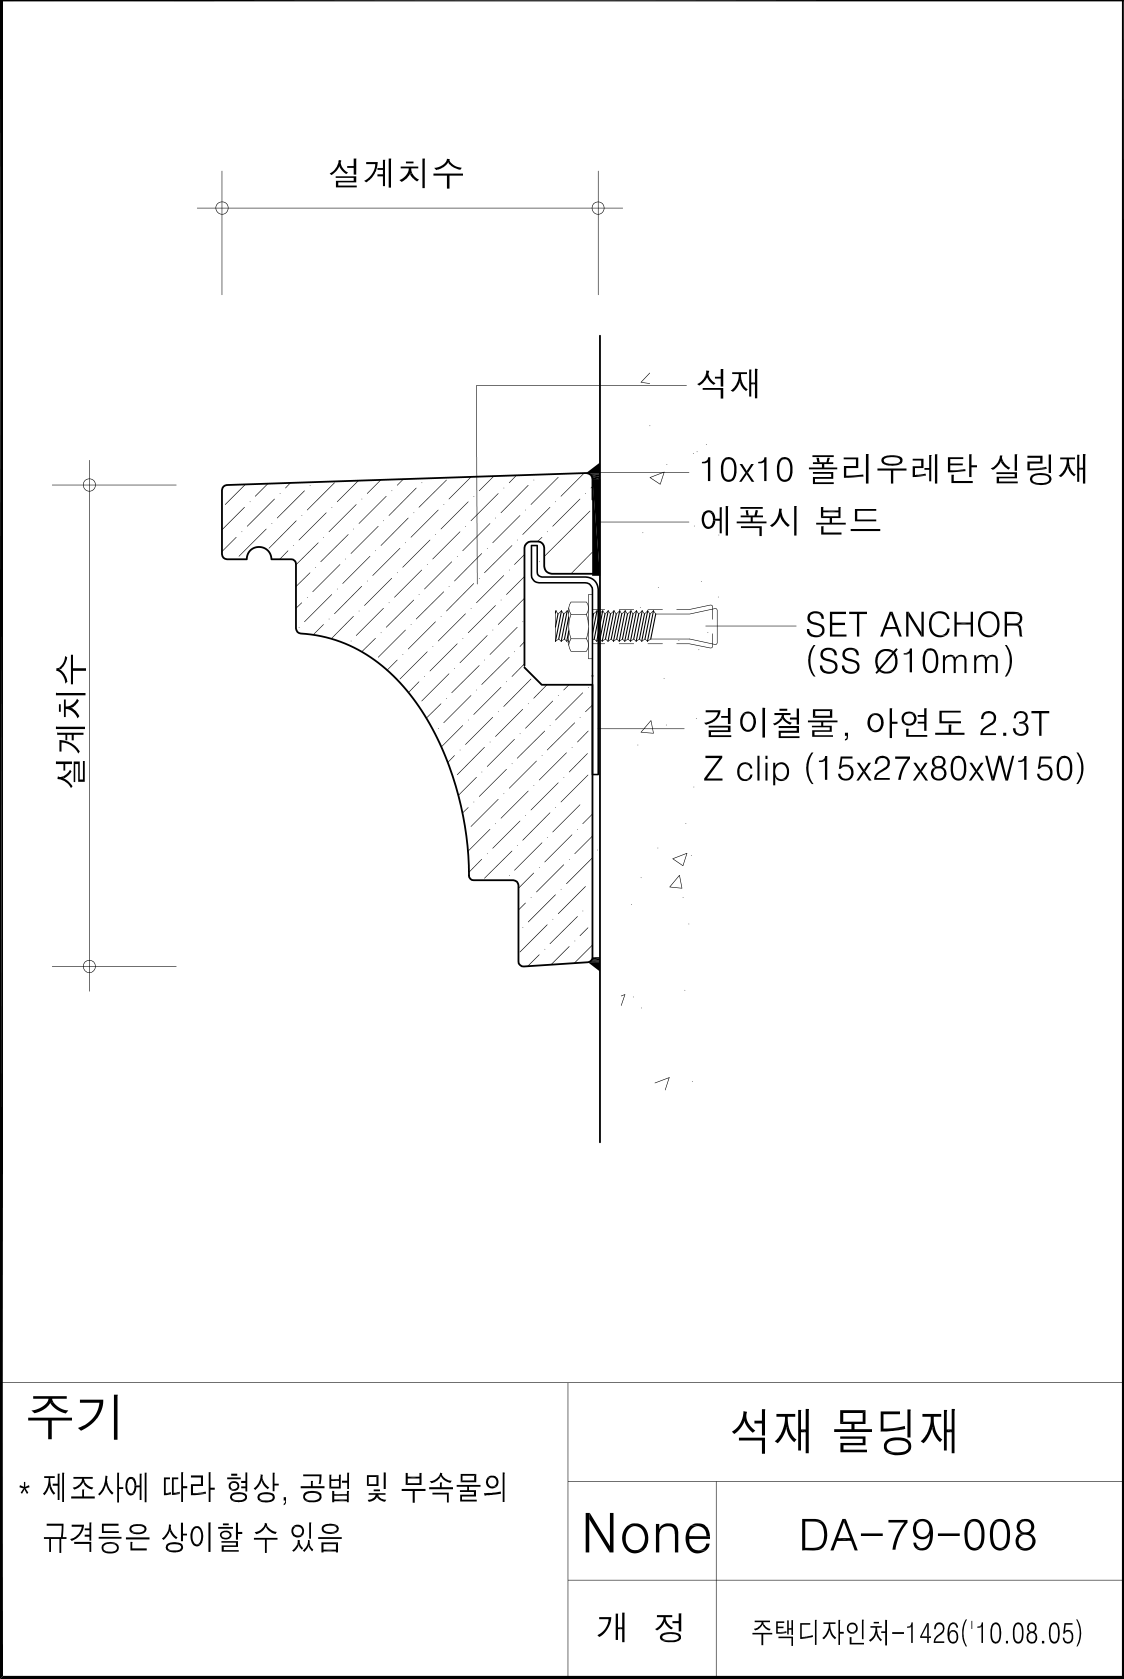 설계치수
석재
10x10 폴리우레탄 실링재
에폭시 본드
SET ANCHOR
(SS Ø10mm)
설계치수
걸이철물, 아연도 2.3T
Z clip (15x27x80xW150)
주기
* 제조사에 따라 형상, 공법 및 부속물의
규격등은 상이할 수 있음
석재 몰딩재
None
DA-79-008
개 정
주택디자인처-1426('10.08.05)